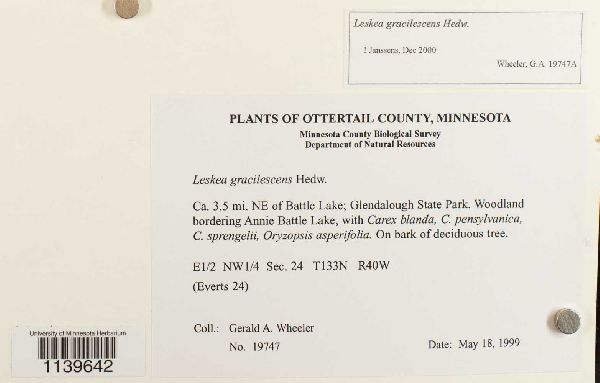 Leskea gracilescens Hedw.
J Janssens, Dec 2000
Wheeler, G.A. 19747A
PLANTS OF OTTERTAIL COUNTY, MINNESOTA
Minnesota County Biological Survey
Department of Natural Resources
Leskea gracilescens Hedw.
Ca. 3.5 mi. NE of Battle Lake; Glendalough State Park. Woodland
bordering Annie Battle Lake, with Carex blanda, C. pensylvanica,
C. sprengelii, Oryzopsis asperifolia. On bark of deciduous tree.
E1/2 NW1/4 Sec. 24 T133N R40W
(Everts 24)
Coll.: Gerald A. Wheeler
No. 19747
Date: May 18, 1999
University of Minnesota Herbarium
1139642